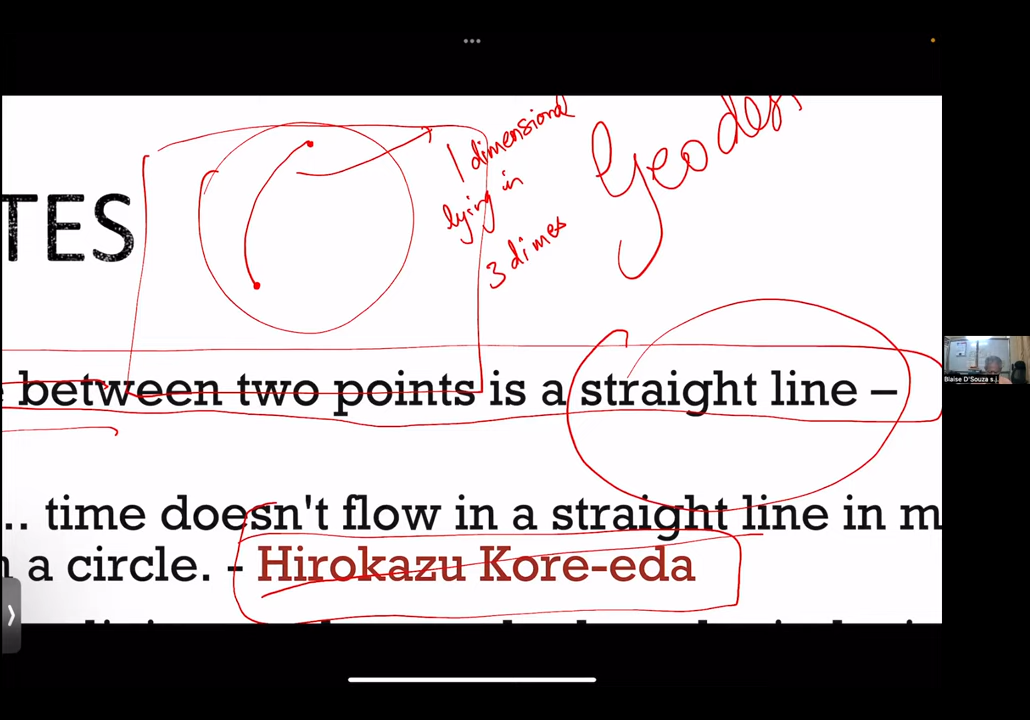 1 dimensional
lying in
3 dimes
TES
between two points is a straight line –
.. time doesn't flow in a straight line in m
a circle. - Hirokazu Kore-eda
Blaise D'Souza s.j.